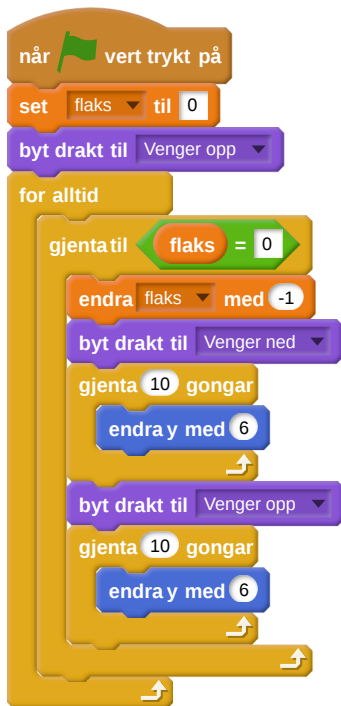 når vert trykt på
set flaks til 0
byt drakt til Venger opp
for alltid
gjenta til flaks = 0
endra flaks med -1
byt drakt til Venger ned
gjenta 10 gongar
endra y med 6
byt drakt til Venger opp
gjenta 10 gongar
endra y med 6